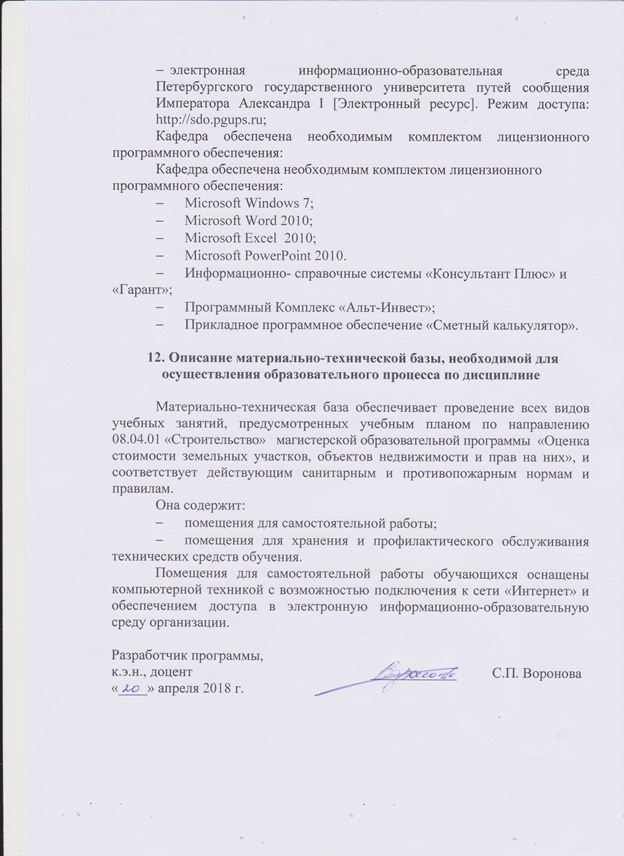 – электронная информационно-образовательная среда
Петербургского государственного университета путей сообщения
Императора Александра I [Электронный ресурс]. Режим доступа:
http://sdo.pgups.ru;
Кафедра обеспечена необходимым комплектом лицензионного
программного обеспечения:
Кафедра обеспечена необходимым комплектом лицензионного
программного обеспечения:
– Microsoft Windows 7;
– Microsoft Word 2010;
– Microsoft Excel 2010;
– Microsoft PowerPoint 2010.
– Информационно- справочные системы «Консультант Плюс» и
«Гарант»;
– Программный Комплекс «Альт-Инвест»;
– Прикладное программное обеспечение «Сметный калькулятор».
12. Описание материально-технической базы, необходимой для
осуществления образовательного процесса по дисциплине
Материально-техническая база обеспечивает проведение всех видов
учебных занятий, предусмотренных учебным планом по направлению
08.04.01 «Строительство» магистерской образовательной программы «Оценка
стоимости земельных участков, объектов недвижимости и прав на них», и
соответствует действующим санитарным и противопожарным нормам и
правилам.
Она содержит:
– помещения для самостоятельной работы;
– помещения для хранения и профилактического обслуживания
технических средств обучения.
Помещения для самостоятельной работы обучающихся оснащены
компьютерной техникой с возможностью подключения к сети «Интернет» и
обеспечением доступа в электронную информационно-образовательную
среду организации.
Разработчик программы,
к.э.н., доцент С.П. Воронова
«20» апреля 2018 г.